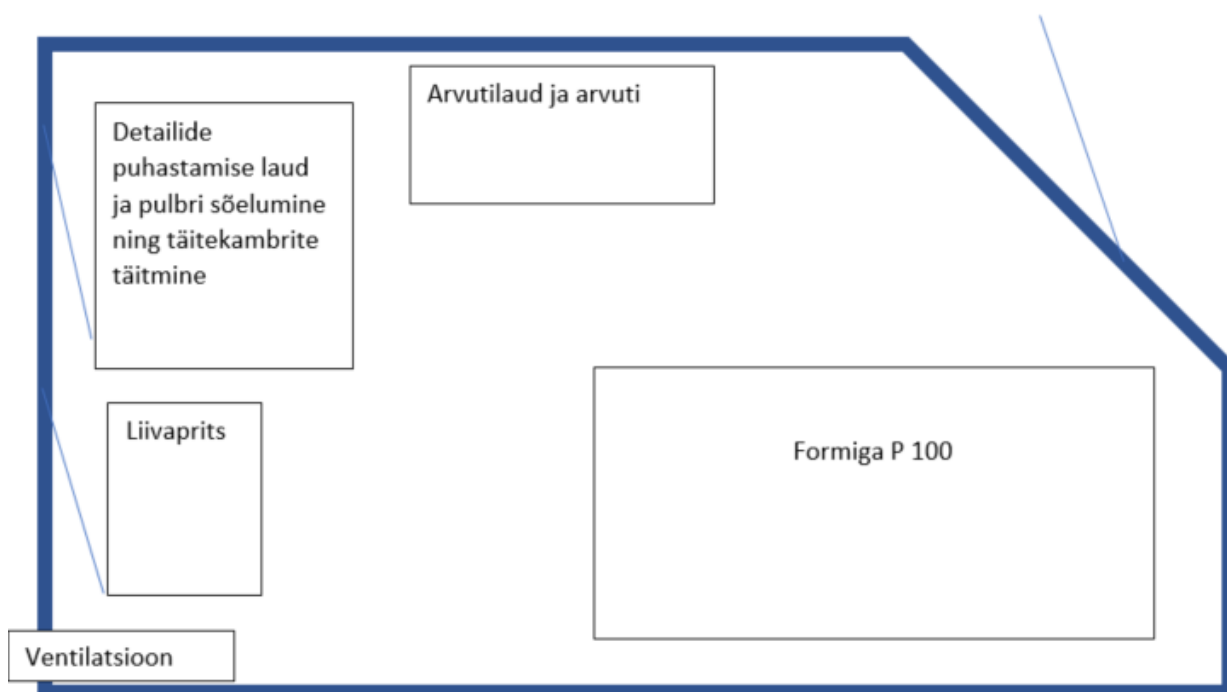 Arvutilaud ja arvuti
Detailide
puhastamise laud
ja pulbri sõelumine
ning täitekambrite
täitmine
Liivaprits
Formiga P 100
Ventilatsioon